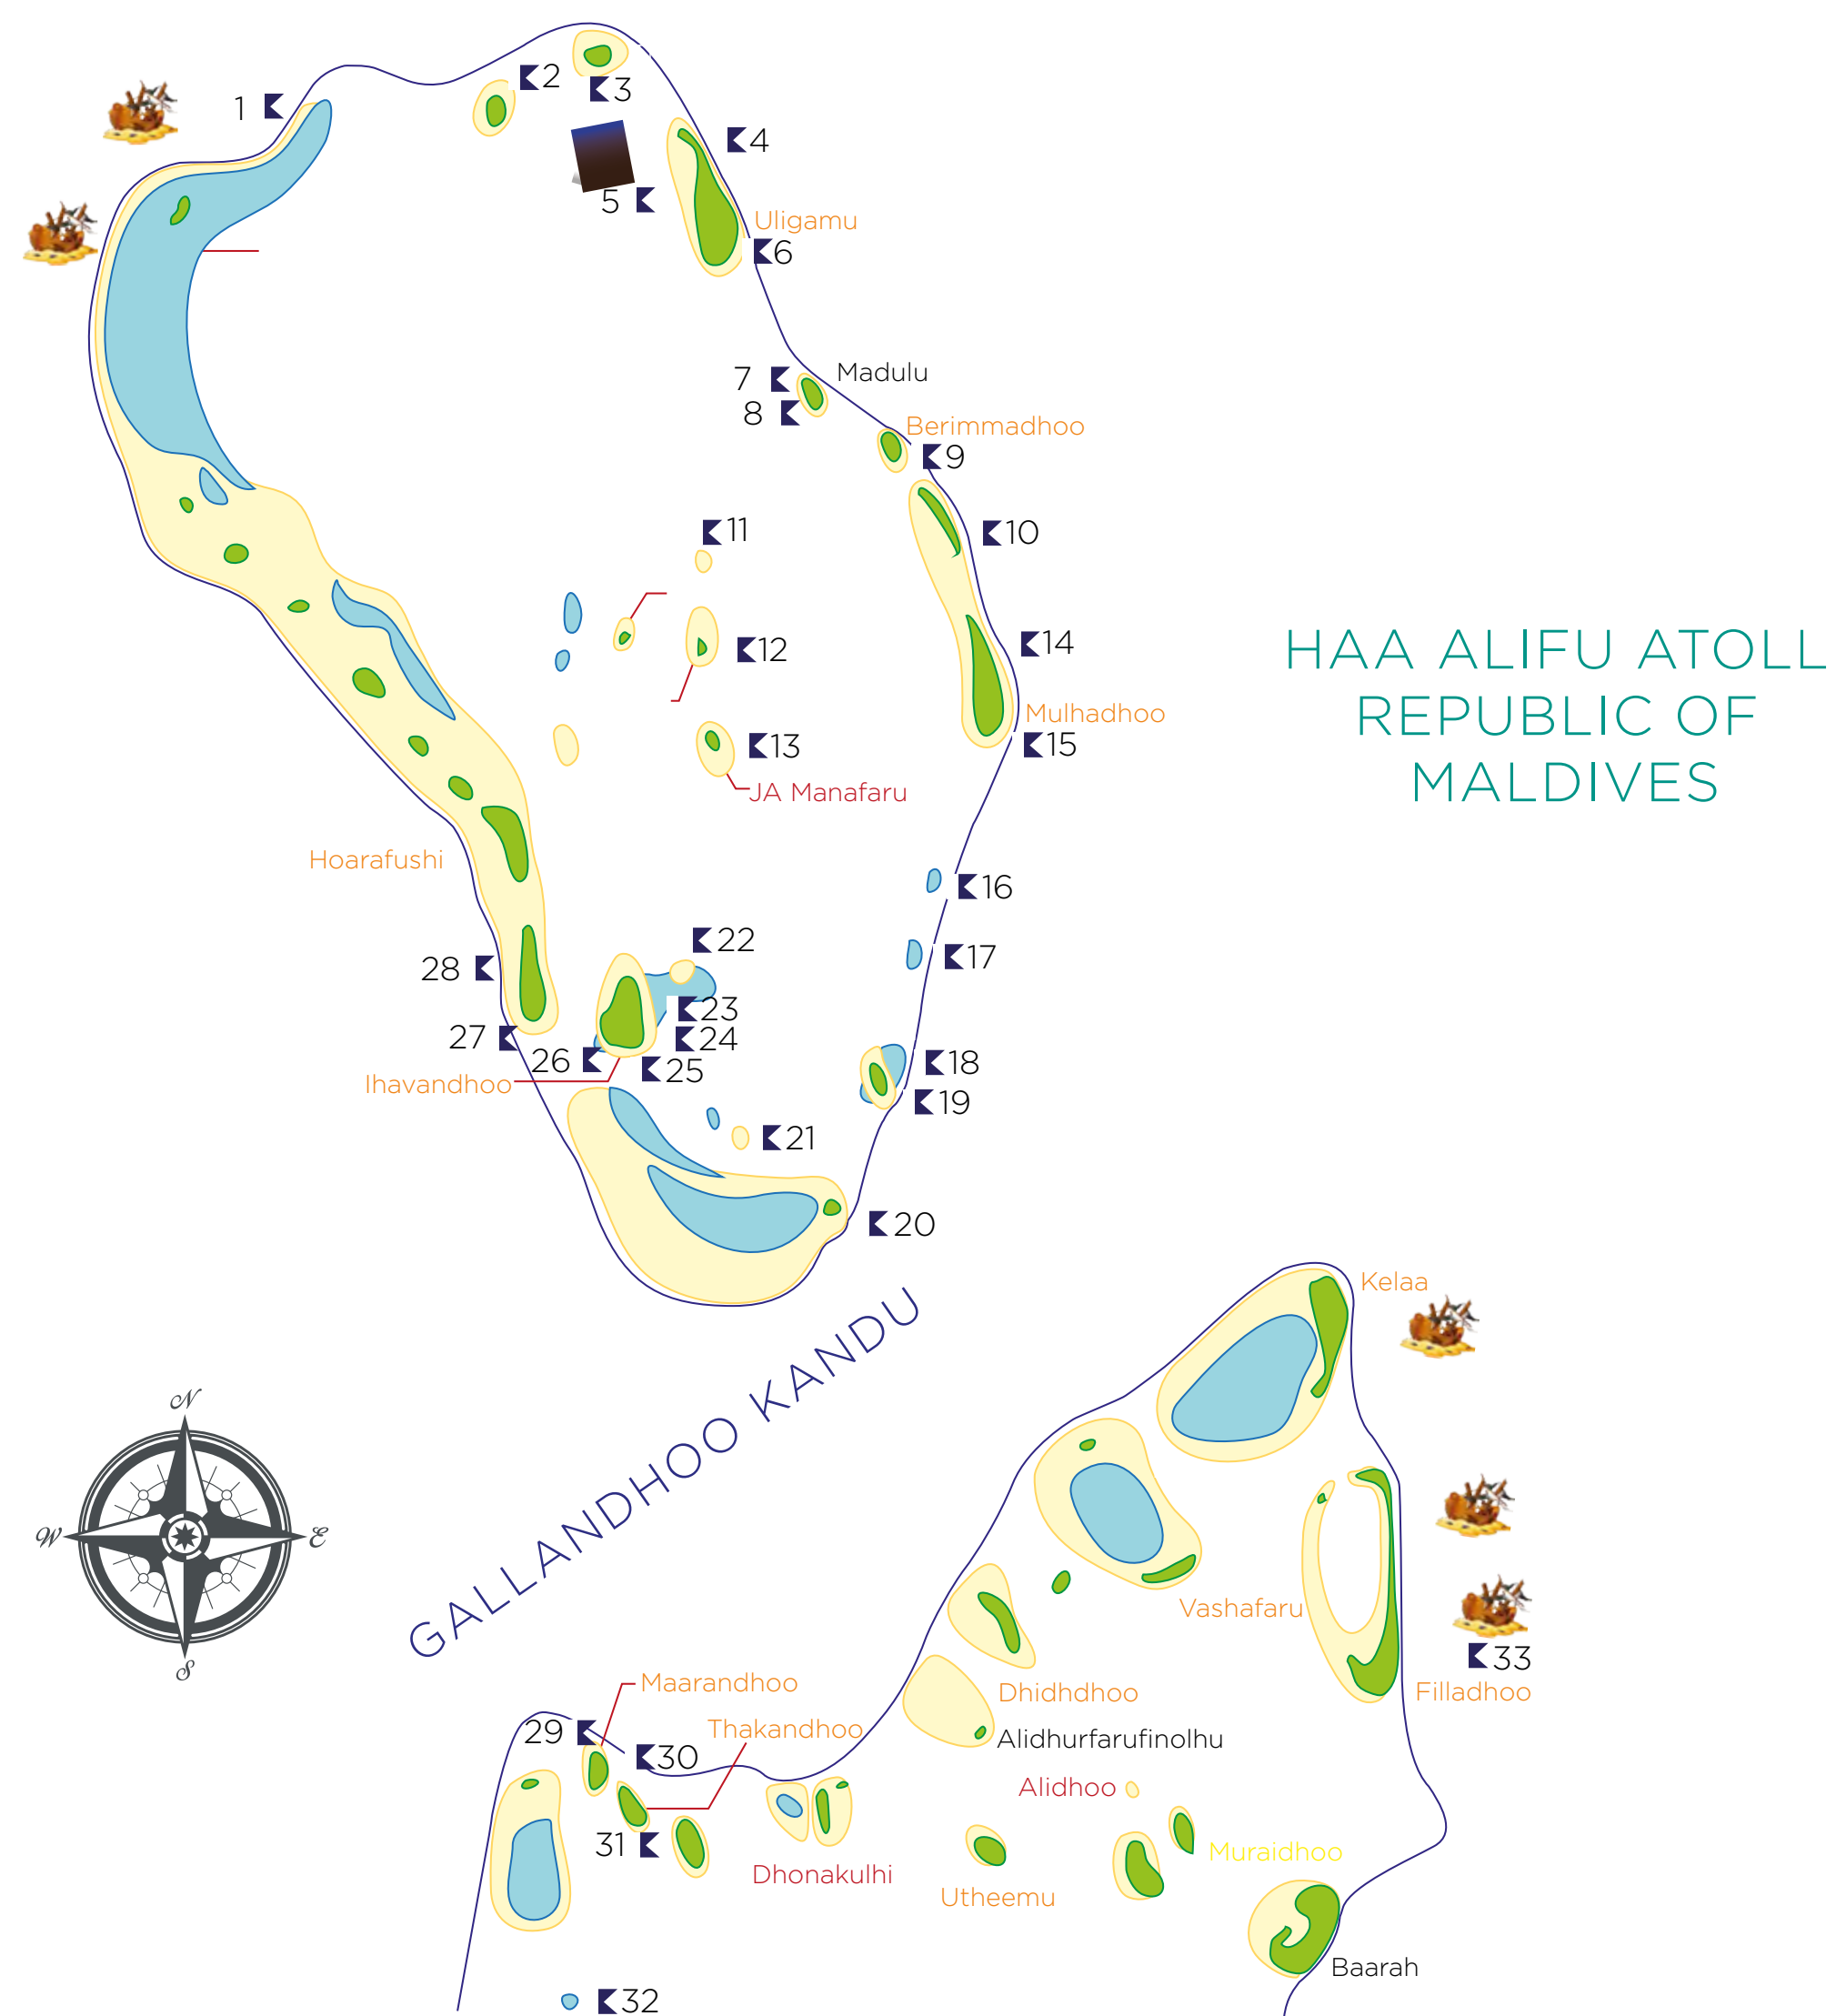 2
3
1
4
5
Uligamu
6
Madulu
7
8
Berimmadhoo
9
11
10
12
14
HAA ALIFU ATOLL
REPUBLIC OF
MALDIVES
Mulhadhoo
13
15
JA Manafaru
Hoarafushi
16
22
17
28
23
27
24
26
25
18
Ihavandhoo
19
21
20
Kelaa
GALLANDHOO KANDU
N
W
E
S
Vashafaru
33
Filladhoo
Maarandhoo
Dhidhdhoo
29
Thakandhoo
Alidhurfarufinolhu
30
Alidhoo
31
Muraidhoo
Dhonakulhi
Utheemu
Baarah
32